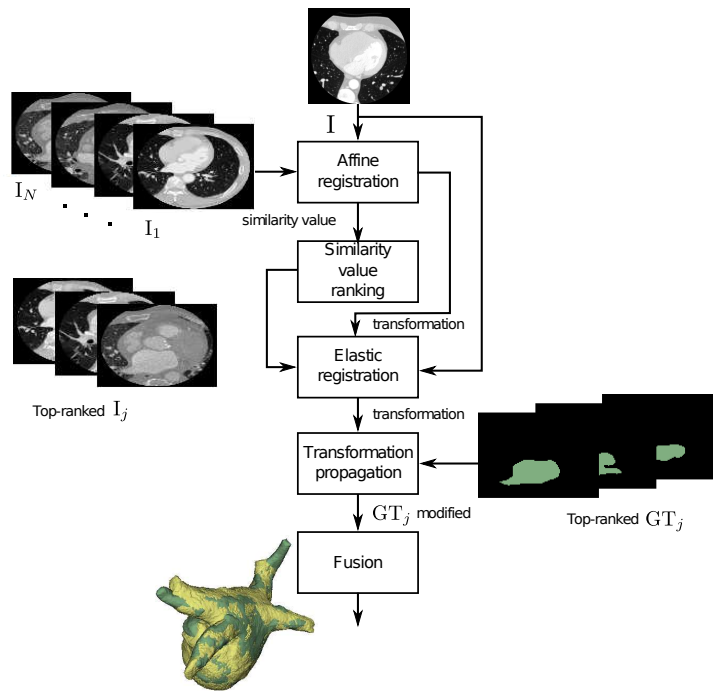 I
Affine
registration
I_N
. . .
I_1
similarity value
Similarity
value
ranking
transformation
Elastic
registration
Top-ranked I_j
transformation
Transformation
propagation
GT_j modified
Top-ranked GT_j
Fusion